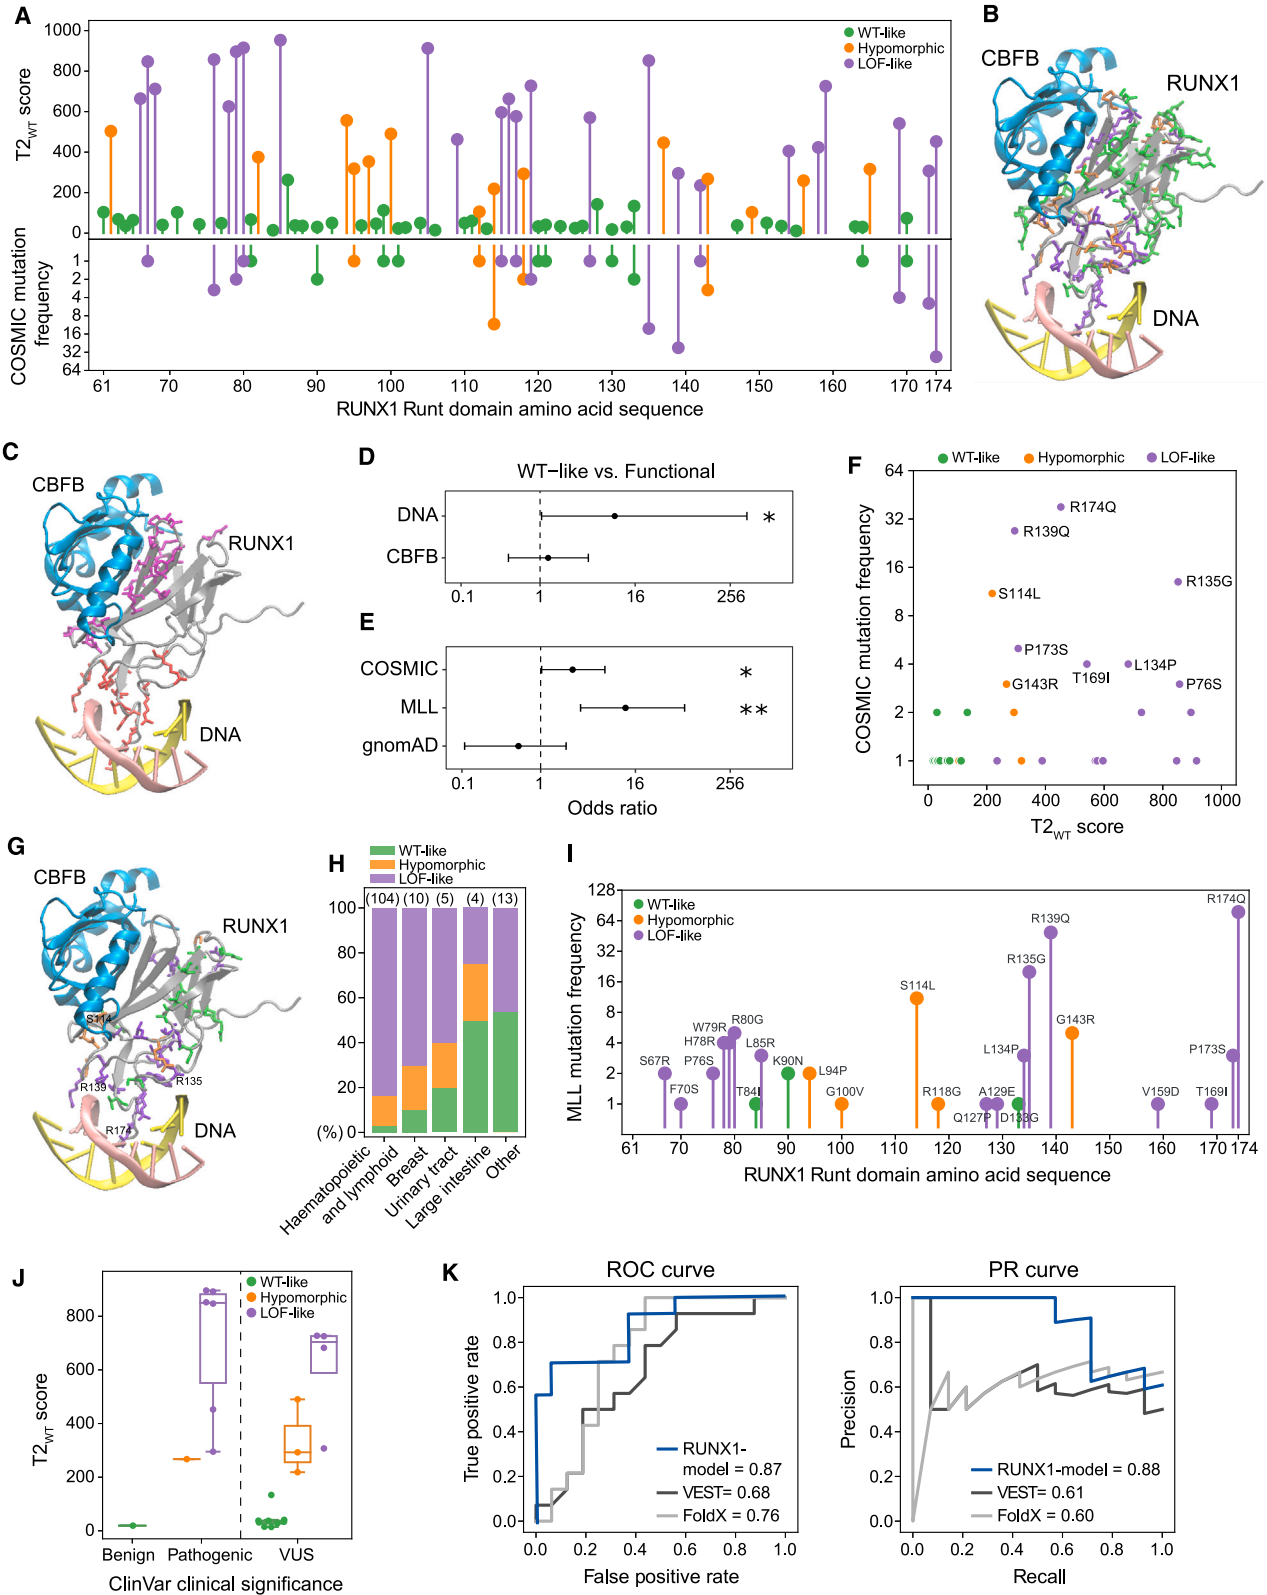 A
T2WT score
1000
800
600
400
200
0
WT-like
Hypomorphic
LOF-like
COSMIC mutation
frequency
1
2
4
8
16
32
64
61 70 80 90 100 110 120 130 140 150 160 170 174
RUNX1 Runt domain amino acid sequence
B
CBFB
RUNX1
DNA
C
CBFB
RUNX1
DNA
D
WT−like vs. Functional
DNA
*
CBFB
0.1 1 16 256
E
COSMIC
*
MLL
**
gnomAD
0.1 1 16 256
Odds ratio
F
WT-like Hypomorphic LOF-like
COSMIC mutation frequency
64
32
16
8
4
2
1
R174Q
R139Q
R135G
S114L
P173S
T169I
L134P
G143R
P76S
0 200 400 600 800 1000
T2WT score
G
CBFB
RUNX1
S114
R139
R135
R174
DNA
H
WT-like
Hypomorphic
LOF-like
(104) (10) (5) (4) (13)
100
80
60
40
20
(%) 0
Haematopoietic
and lymphoid
Breast
Urinary tract
Large intestine
Other
I
MLL mutation frequency
128
64
32
16
8
4
2
1
WT-like
Hypomorphic
LOF-like
R174Q
R139Q
R135G
S114L
G143R
W79R
R80G
H78R
L85R
L134P
P173S
S67R
P76S
K90N
L94P
F70S
T84I
G100V
R118G
A129E
V159D
T169I
Q127P
D133G
61 70 80 90 100 110 120 130 140 150 160 170 174
RUNX1 Runt domain amino acid sequence
J
T2WT score
800
600
400
200
0
WT-like
Hypomorphic
LOF-like
Benign Pathogenic VUS
ClinVar clinical significance
K
ROC curve
True positive rate
1.0
0.8
0.6
0.4
0.2
0.0
RUNX1-
model = 0.87
VEST= 0.68
FoldX = 0.76
0.0 0.2 0.4 0.6 0.8 1.0
False positive rate
PR curve
Precision
1.0
0.8
0.6
0.4
0.2
0.0
RUNX1-model = 0.88
VEST = 0.61
FoldX = 0.60
0.0 0.2 0.4 0.6 0.8 1.0
Recall